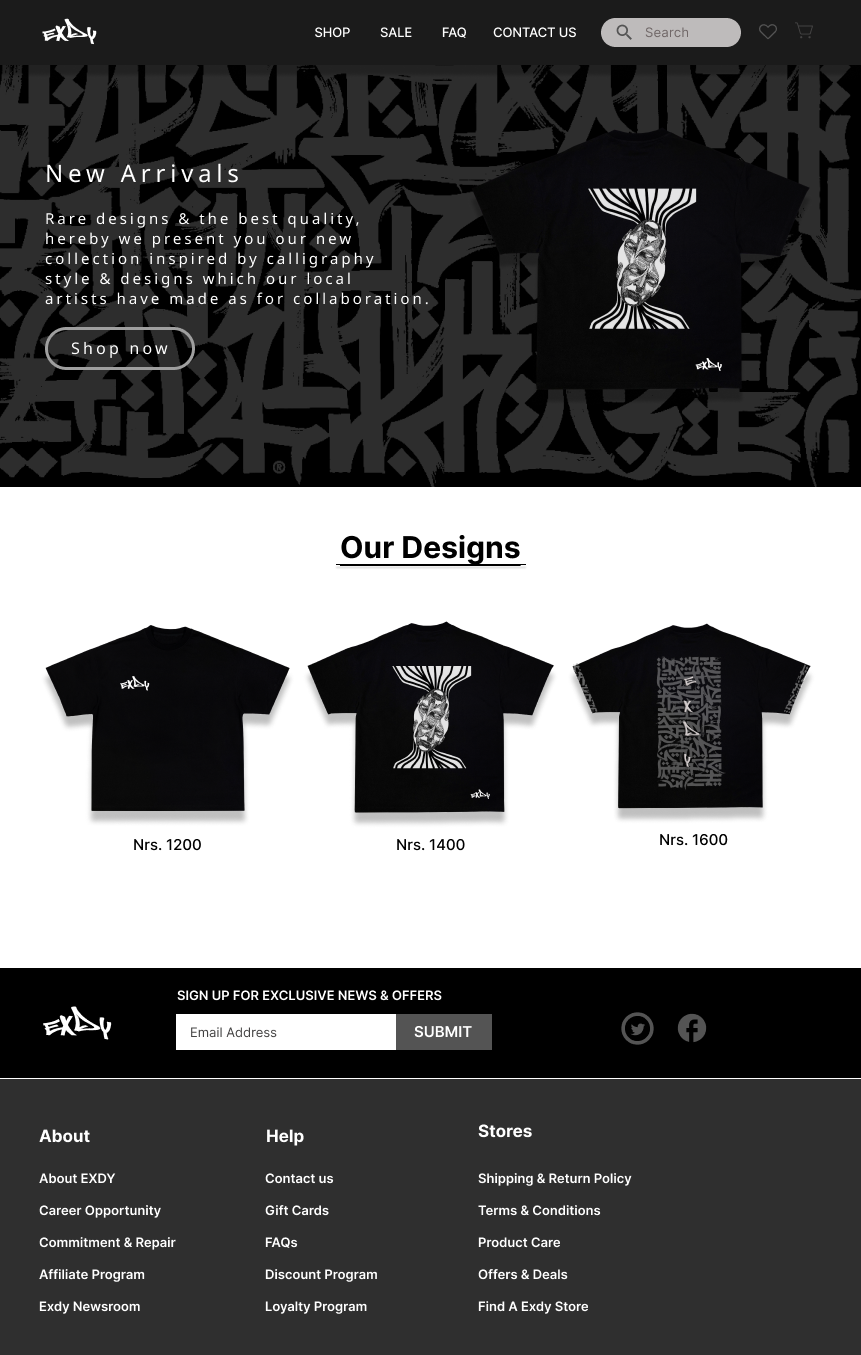 EXDY
SHOP SALE FAQ CONTACT US Search
New Arrivals
Rare designs & the best quality,
hereby we present you our new
collection inspired by calligraphy
style & designs which our local
artists have made as for collaboration.
Shop now
EXDY
®
Our Designs
EXDY
EXDY
E
X
D
Y
Nrs. 1200
Nrs. 1400
Nrs. 1600
SIGN UP FOR EXCLUSIVE NEWS & OFFERS
EXDY
Email Address SUBMIT
About
About EXDY
Career Opportunity
Commitment & Repair
Affiliate Program
Exdy Newsroom
Help
Contact us
Gift Cards
FAQs
Discount Program
Loyalty Program
Stores
Shipping & Return Policy
Terms & Conditions
Product Care
Offers & Deals
Find A Exdy Store